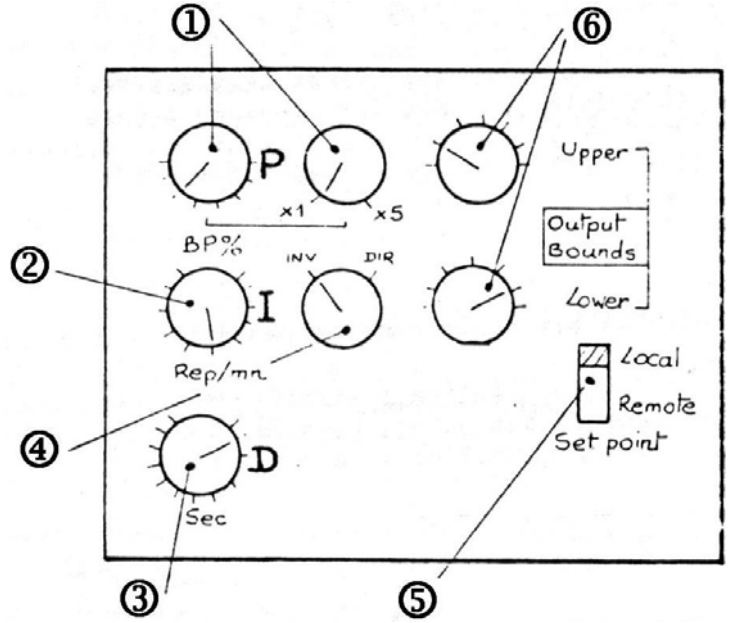 ① ⑥
P Upper
x1 x5
BP% Output
Bounds
② INV DIR
I Lower
Rep/mn
Local
Remote
④ D Set point
Sec
③ ⑤